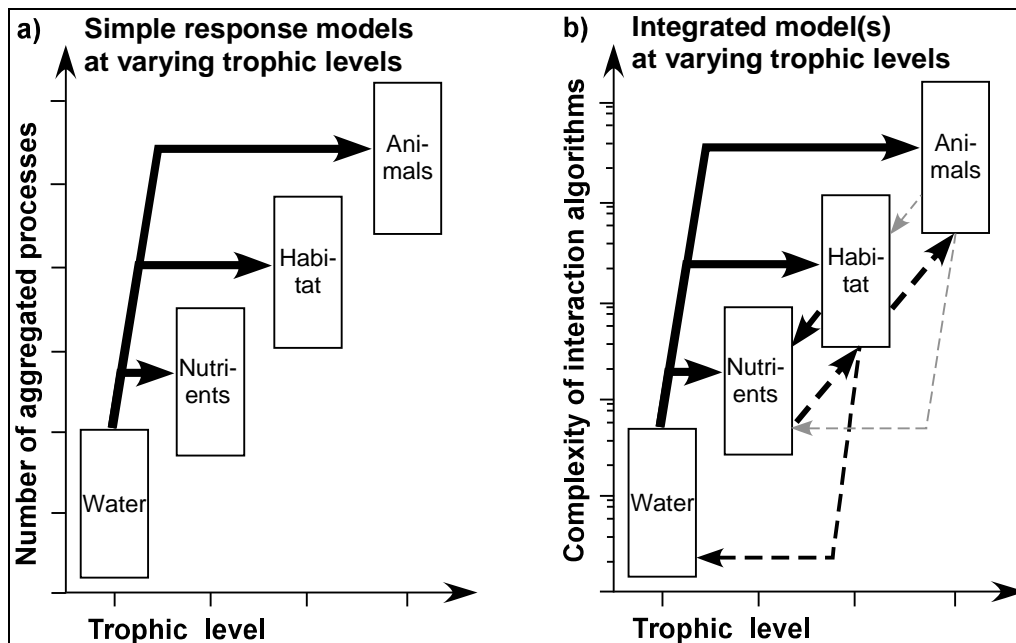 a) Simple response models
at varying trophic levels
Number of aggregated processes
Ani-
mals
Habi-
tat
Nutri-
ents
Water
Trophic level
b) Integrated model(s)
at varying trophic levels
Complexity of interaction algorithms
Ani-
mals
Habi-
tat
Nutri-
ents
Water
Trophic level